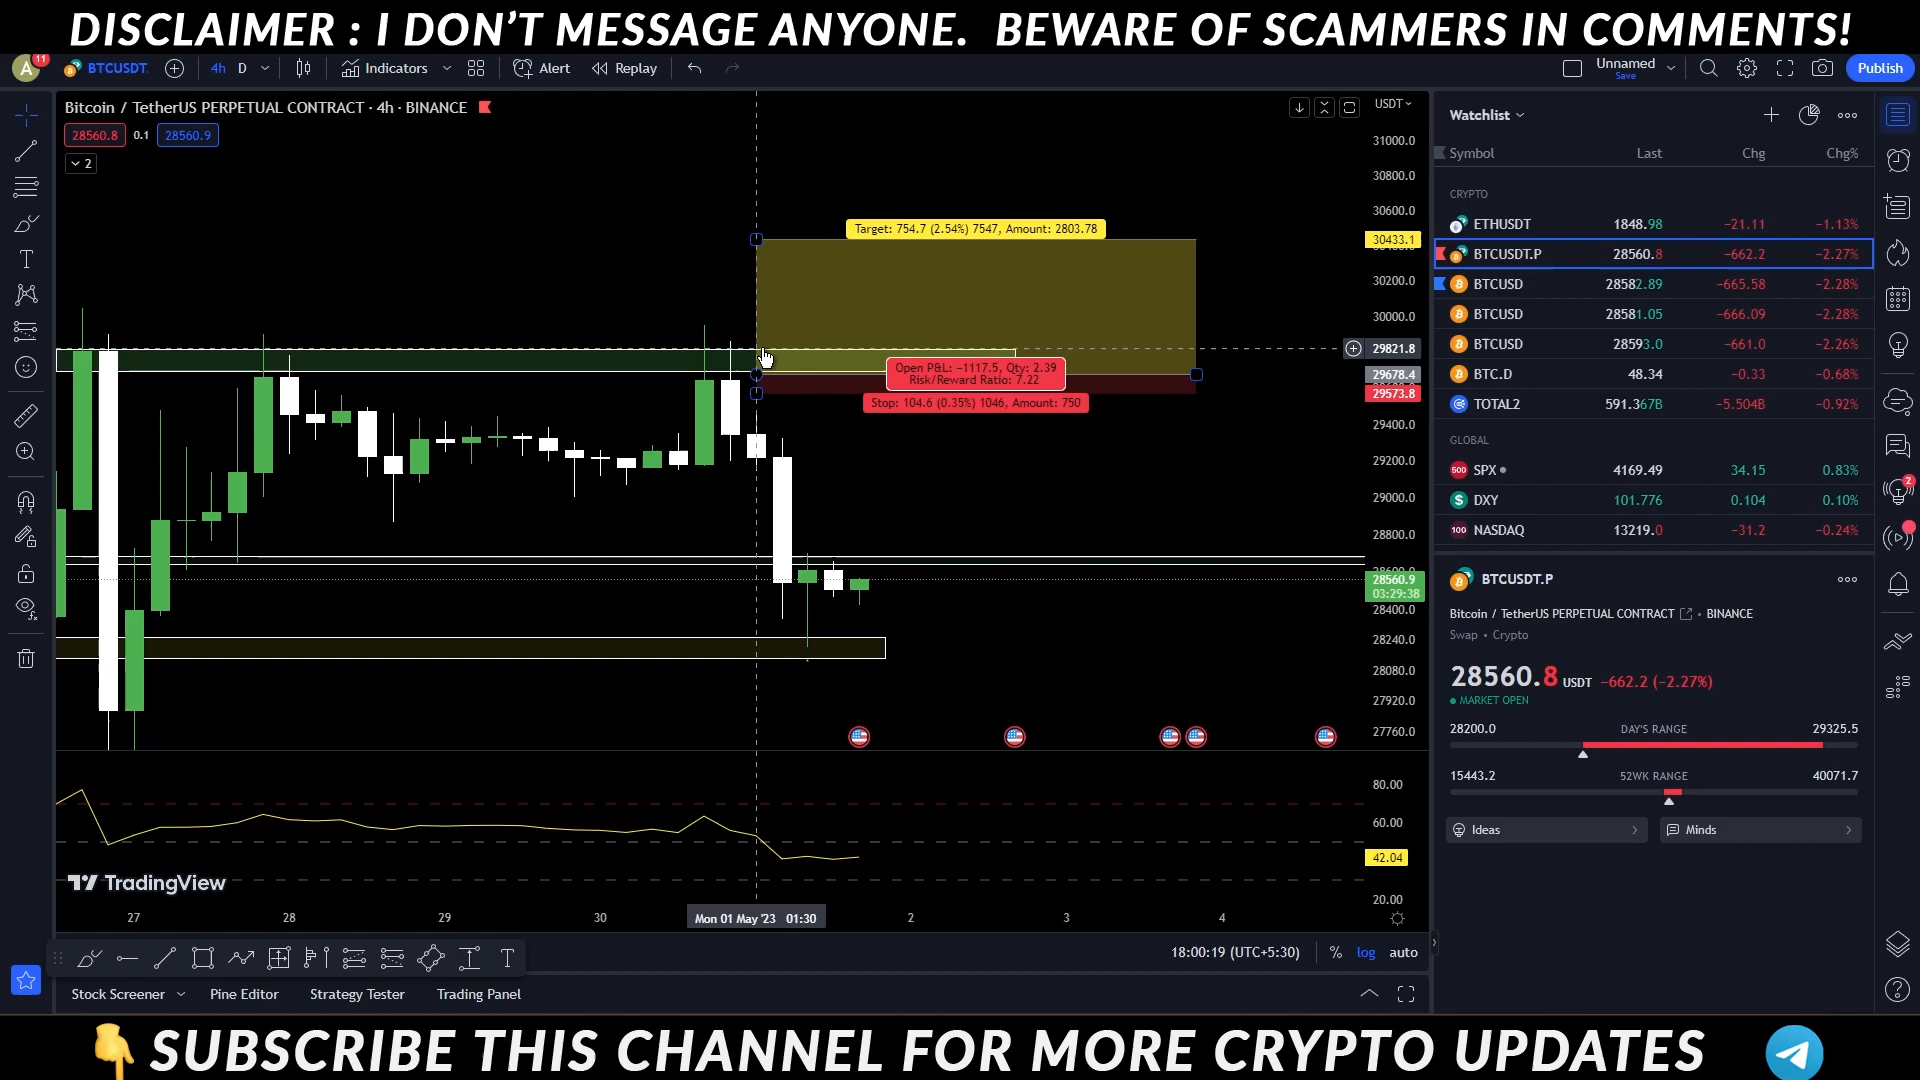 DISCLAIMER : I DON'T MESSAGE ANYONE. BEWARE OF SCAMMERS IN COMMENTS!
A 11 BTCUSDT. 4h D Indicators Alert Replay Unnamed Save Publish
Bitcoin / TetherUS PERPETUAL CONTRACT · 4h · BINANCE
28560.8 0.1 28560.9
2
USDT
31000.0
30800.0
30600.0
Target: 754.7 (2.54%) 7547, Amount: 2803.78
30433.1
30200.0
30000.0
29821.8
Open P&L: −1117.5, Qty: 2.39
Risk/Reward Ratio: 7.22
29678.4
29573.8
Stop: 104.6 (0.35%) 1046, Amount: 750
29400.0
29200.0
29000.0
28800.0
28560.9
03:29:38
28400.0
28240.0
28080.0
27920.0
27760.0
80.00
60.00
42.04
20.00
TradingView
27 28 29 30 Mon 01 May '23 01:30 2 3 4
18:00:19 (UTC+5:30) % log auto
Stock Screener Pine Editor Strategy Tester Trading Panel
Watchlist
Symbol Last Chg Chg%
CRYPTO
ETHUSDT 1848.98 −21.11 −1.13%
BTCUSDT.P 28560.8 −662.2 −2.27%
BTCUSD 28582.89 −665.58 −2.28%
BTCUSD 28581.05 −666.09 −2.28%
BTCUSD 28593.0 −661.0 −2.26%
BTC.D 48.34 −0.33 −0.68%
TOTAL2 591.367B −5.504B −0.92%
GLOBAL
500 SPX 4169.49 34.15 0.83%
$ DXY 101.776 0.104 0.10%
100 NASDAQ 13219.0 −31.2 −0.24%
2
BTCUSDT.P
Bitcoin / TetherUS PERPETUAL CONTRACT · BINANCE
Swap • Crypto
28560.8 USDT −662.2 (−2.27%)
MARKET OPEN
28200.0 DAY'S RANGE 29325.5
15443.2 52WK RANGE 40071.7
Ideas Minds
SUBSCRIBE THIS CHANNEL FOR MORE CRYPTO UPDATES